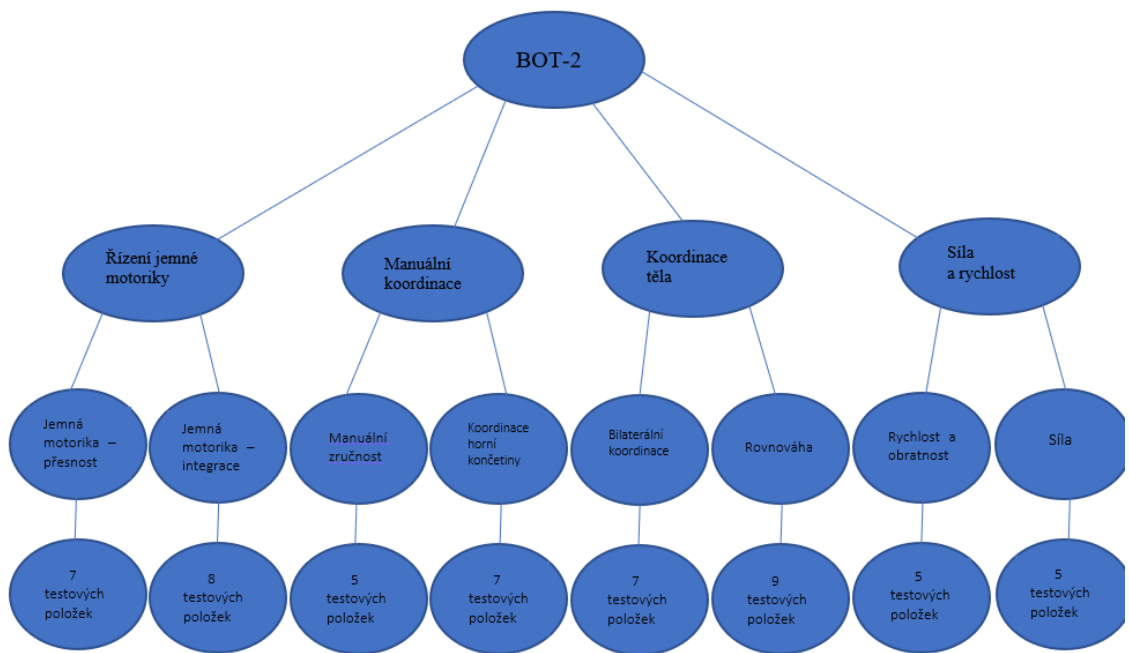 BOT-2
Řízení jemné
motoriky
Manuální
koordinace
Koordinace
těla
Síla
a rychlost
Jemná
motorika –
přesnost
Jemná
motorika –
integrace
Manuální
zručnost
Koordinace
horní
končetiny
Bilaterální
koordinace
Rovnováha
Rychlost a
obratnost
Síla
7
testových
položek
8
testových
položek
5
testových
položek
7
testových
položek
7
testových
položek
9
testových
položek
5
testových
položek
5
testových
položek